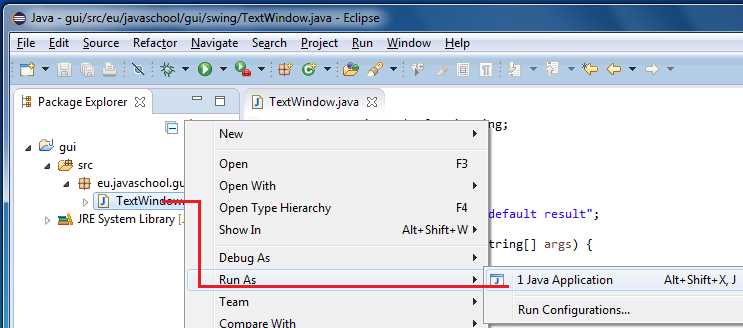 Java - gui/src/eu/javaschool/gui/swing/TextWindow.java - Eclipse
File Edit Source Refactor Navigate Search Project Run Window Help
Package Explorer
TextWindow.java
gui
src
eu.javaschool.gu
TextWindow
JRE System Library [J
ing;
default result";
tring[] args) {
New
Open F3
Open With
Open Type Hierarchy F4
Show In Alt+Shift+W
Debug As
Run As
Team
Compare With
1 Java Application Alt+Shift+X, J
Run Configurations...